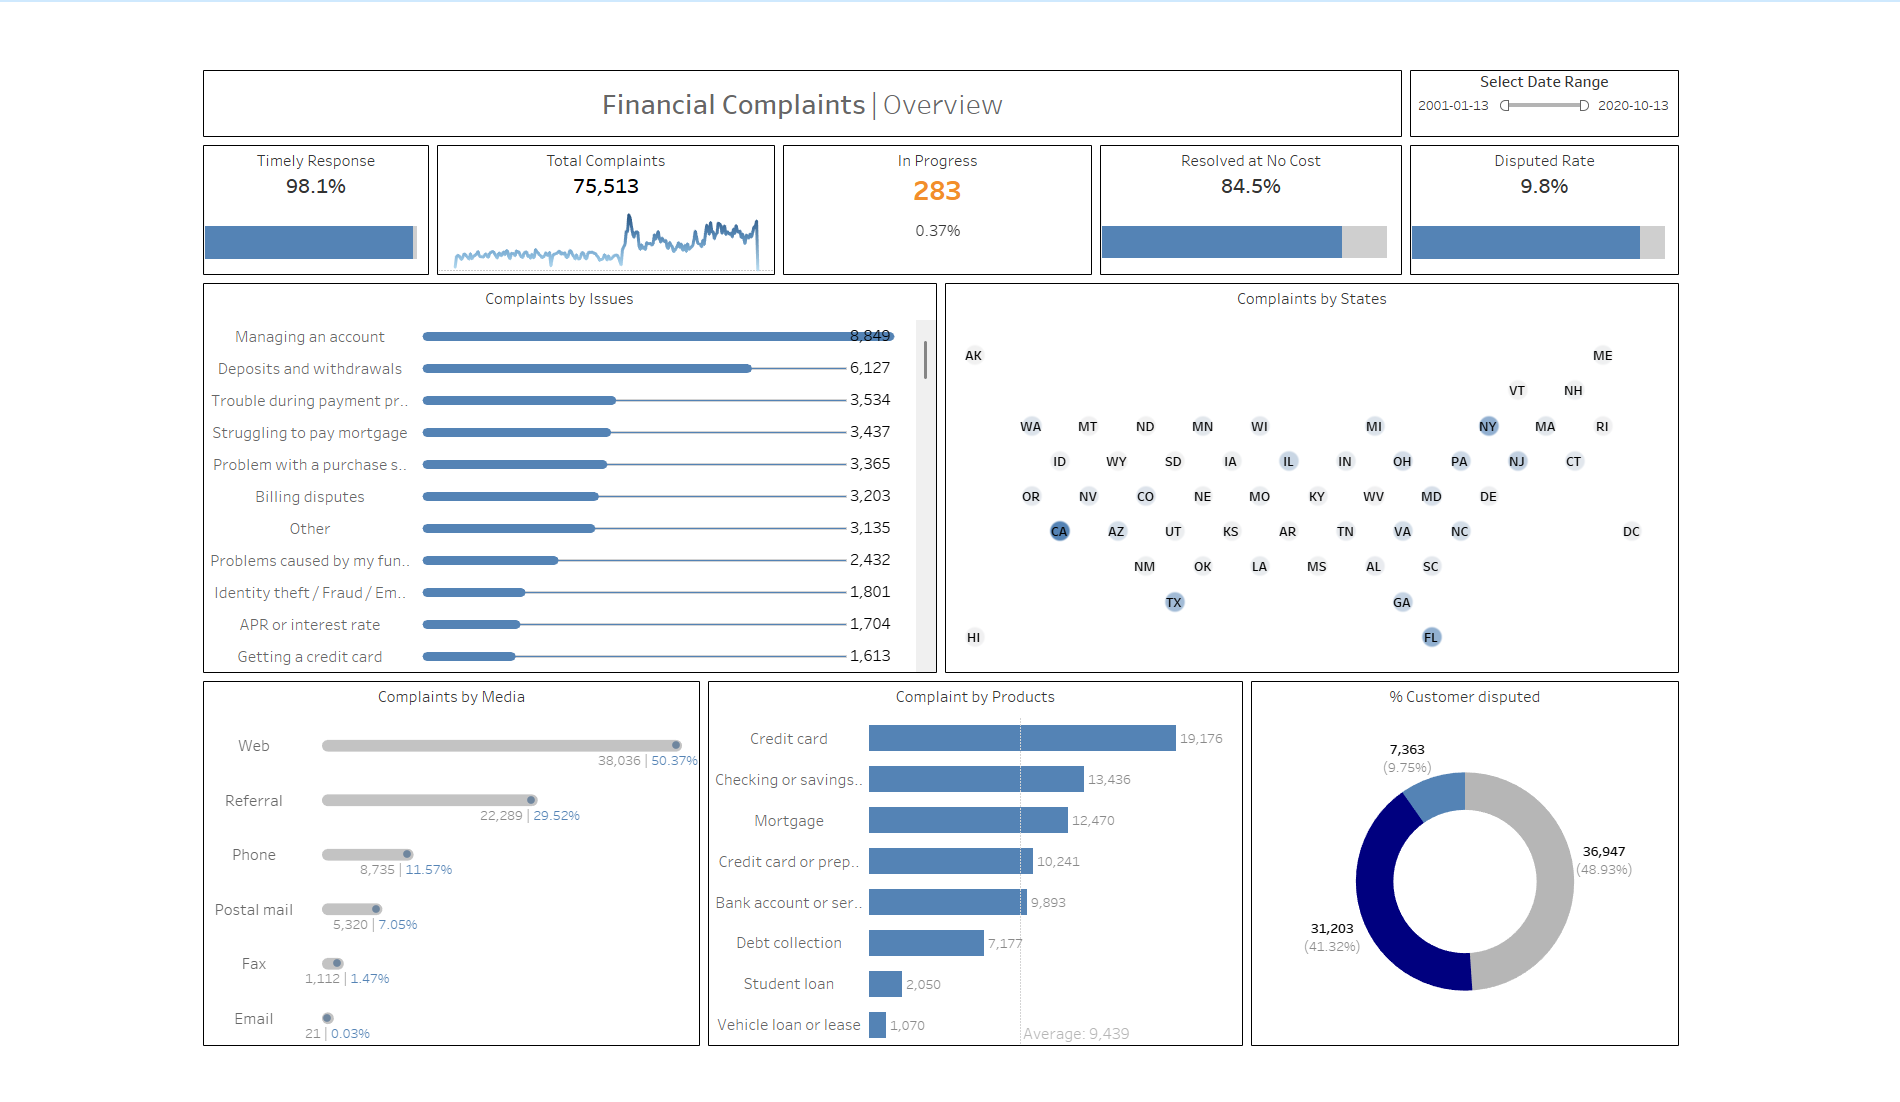 Financial Complaints | Overview
Select Date Range
2001-01-13 2020-10-13
Timely Response
98.1%
Total Complaints
75,513
In Progress
283
0.37%
Resolved at No Cost
84.5%
Disputed Rate
9.8%
Complaints by Issues
Managing an account 8,849
Deposits and withdrawals 6,127
Trouble during payment pr.. 3,534
Struggling to pay mortgage 3,437
Problem with a purchase s.. 3,365
Billing disputes 3,203
Other 3,135
Problems caused by my fun.. 2,432
Identity theft / Fraud / Em.. 1,801
APR or interest rate 1,704
Getting a credit card 1,613
Complaints by States
AK ME
VT NH
WA MT ND MN WI MI NY MA RI
ID WY SD IA IL IN OH PA NJ CT
OR NV CO NE MO KY WV MD DE
CA AZ UT KS AR TN VA NC DC
NM OK LA MS AL SC
TX GA
HI FL
Complaints by Media
Web
38,036 | 50.37%
Referral
22,289 | 29.52%
Phone
8,735 | 11.57%
Postal mail
5,320 | 7.05%
Fax
1,112 | 1.47%
Email
21 | 0.03%
Complaint by Products
Credit card 19,176
Checking or savings.. 13,436
Mortgage 12,470
Credit card or prep.. 10,241
Bank account or ser.. 9,893
Debt collection 7,177
Student loan 2,050
Vehicle loan or lease 1,070
Average: 9,439
% Customer disputed
7,363
(9.75%)
36,947
(48.93%)
31,203
(41.32%)